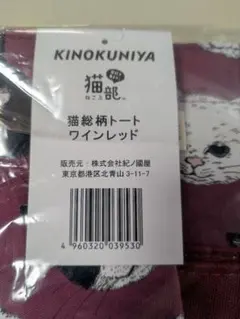 KINOKUNIYA
猫部
ねこぶ
猫総柄トート
ワインレッド
販売元:株式会社紀ノ國屋
東京都港区北青山3-11-7
4 960320 039530